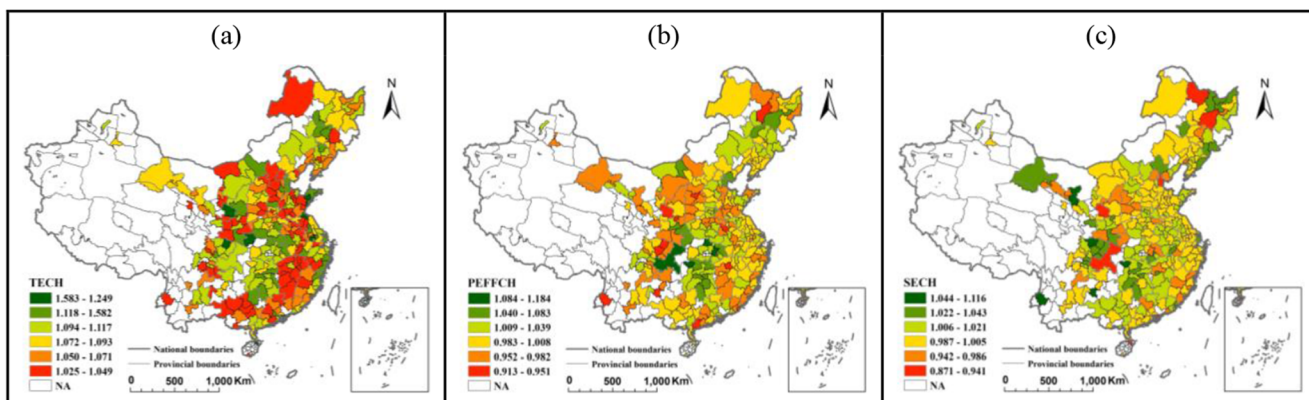 (a)
N
TECH
1.583 - 1.249
1.118 - 1.582
1.094 - 1.117
1.072 - 1.093
1.050 - 1.071
1.025 - 1.049
NA
National boundaries
Provincial boundaries
0 500 1,000 Km
(b)
N
PEFFCH
1.084 - 1.184
1.040 - 1.083
1.009 - 1.039
0.983 - 1.008
0.952 - 0.982
0.913 - 0.951
NA
National boundaries
Provincial boundaries
0 500 1,000 Km
(c)
N
SECH
1.044 - 1.116
1.022 - 1.043
1.006 - 1.021
0.987 - 1.005
0.942 - 0.986
0.871 - 0.941
NA
National boundaries
Provincial boundaries
0 500 1,000 Km